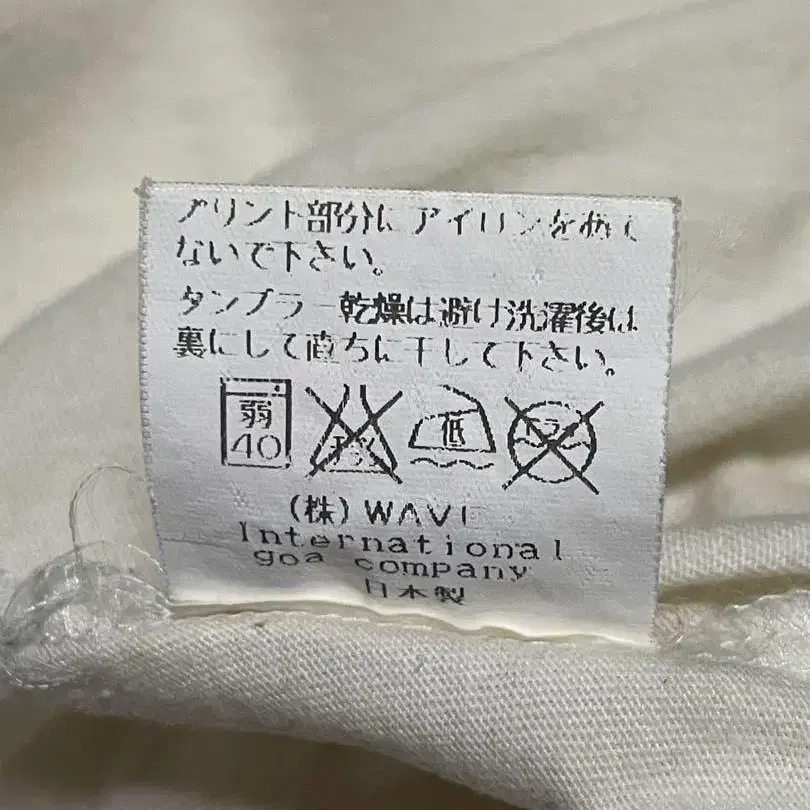 プリント部分にアイロンをあて
ないで下さい。
タンブラー乾燥は避け洗濯後は
裏にして直ちに干して下さい。
弱
40
低
ドライ
(株) WAVE
International
goa company
日本製